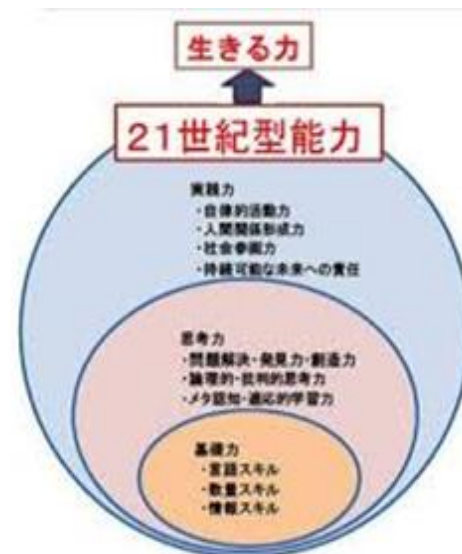 生きる力
21世紀型能力
実践力
・自律的活動力
・人間関係形成力
・社会参画力
・持続可能な未来への責任
思考力
・問題解決・発見力・創造力
・論理的・批判的思考力
・メタ認知・適応的学習力
基礎力
・言語スキル
・数量スキル
・情報スキル